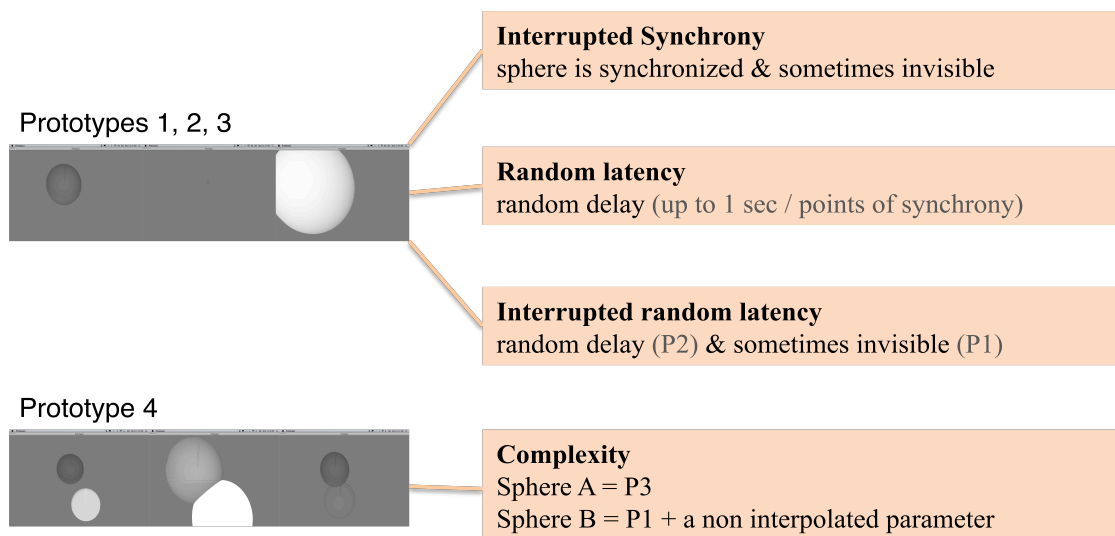 Interrupted Synchrony
sphere is synchronized & sometimes invisible
Prototypes 1, 2, 3
Random latency
random delay (up to 1 sec / points of synchrony)
Interrupted random latency
random delay (P2) & sometimes invisible (P1)
Prototype 4
Complexity
Sphere A = P3
Sphere B = P1 + a non interpolated parameter